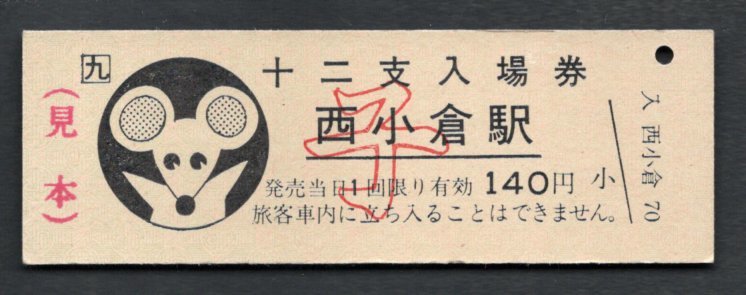 九
(見本)
十二支入場券
子
西小倉駅
発売当日1回限り有効 140円 小
旅客車内に立ち入ることはできません。
入 西小倉 70